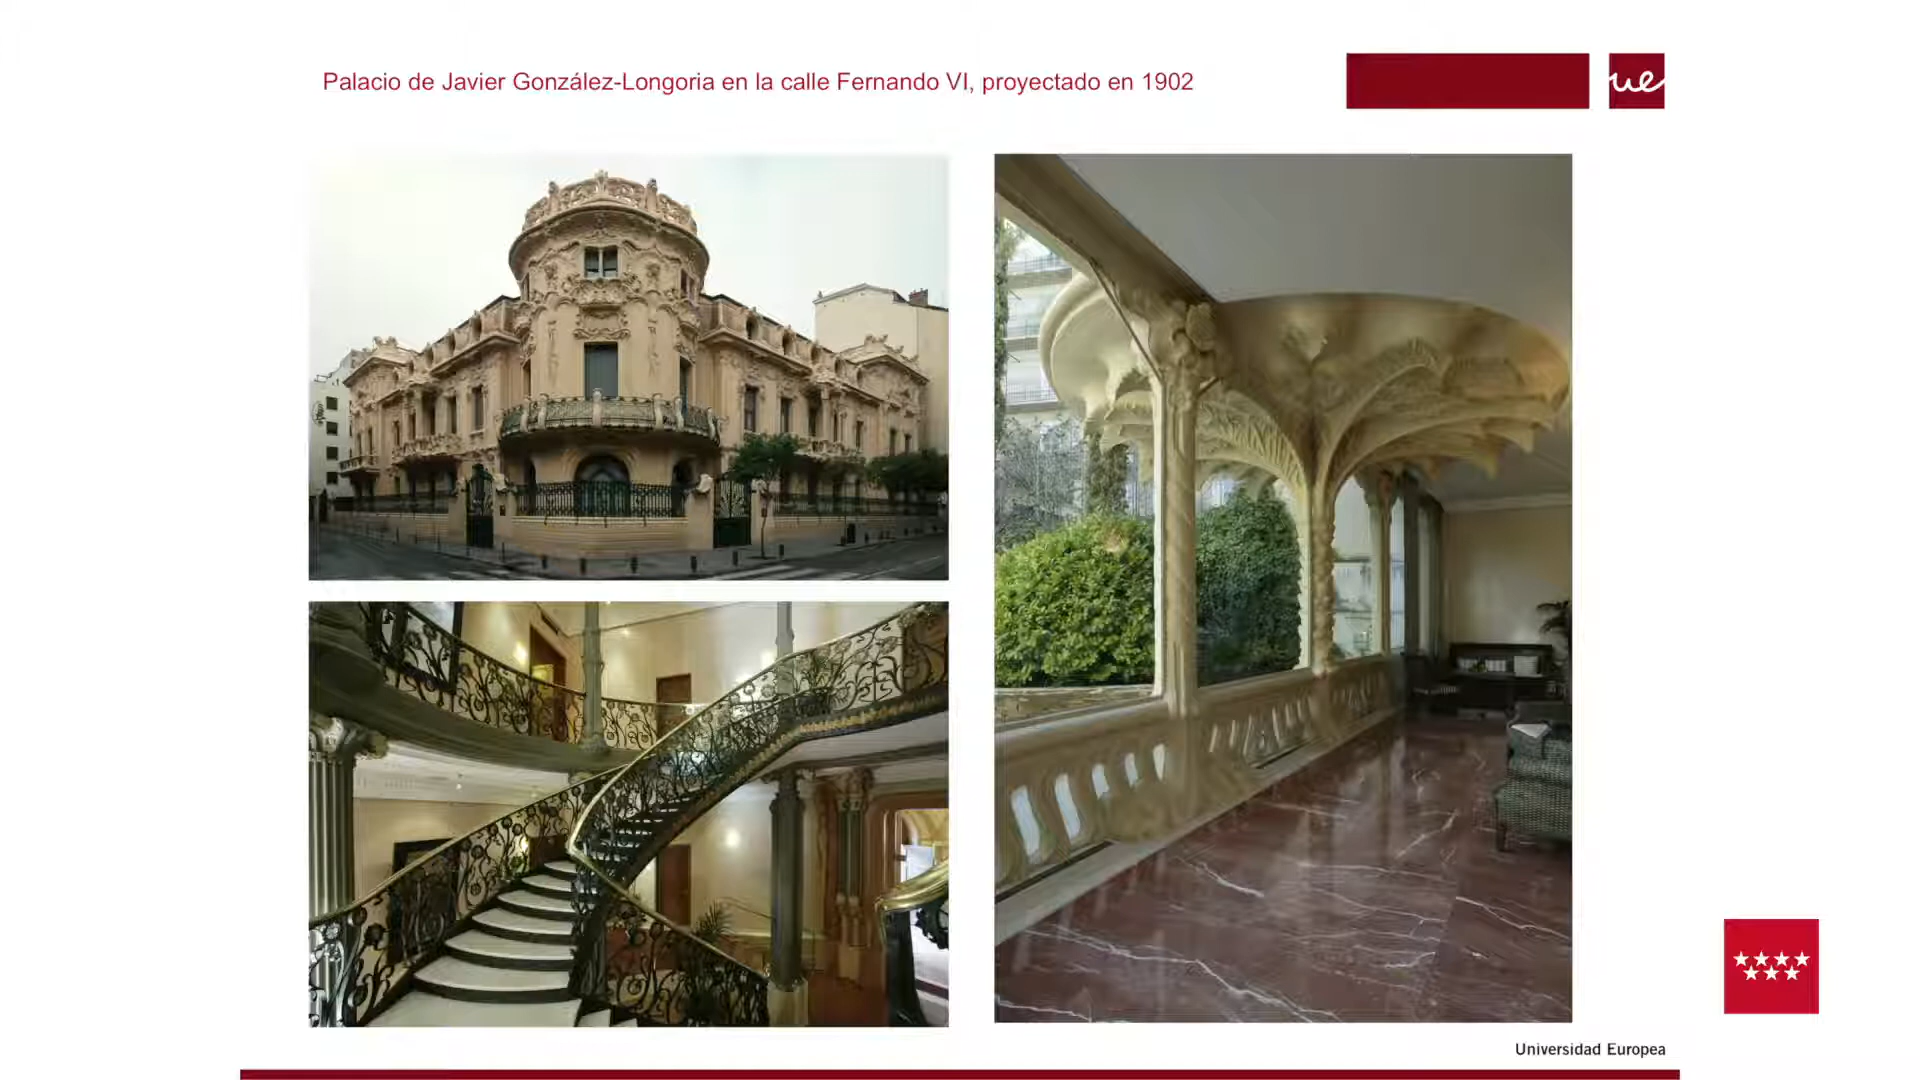 Palacio de Javier González-Longoria en la calle Fernando VI, proyectado en 1902
ue
Universidad Europea